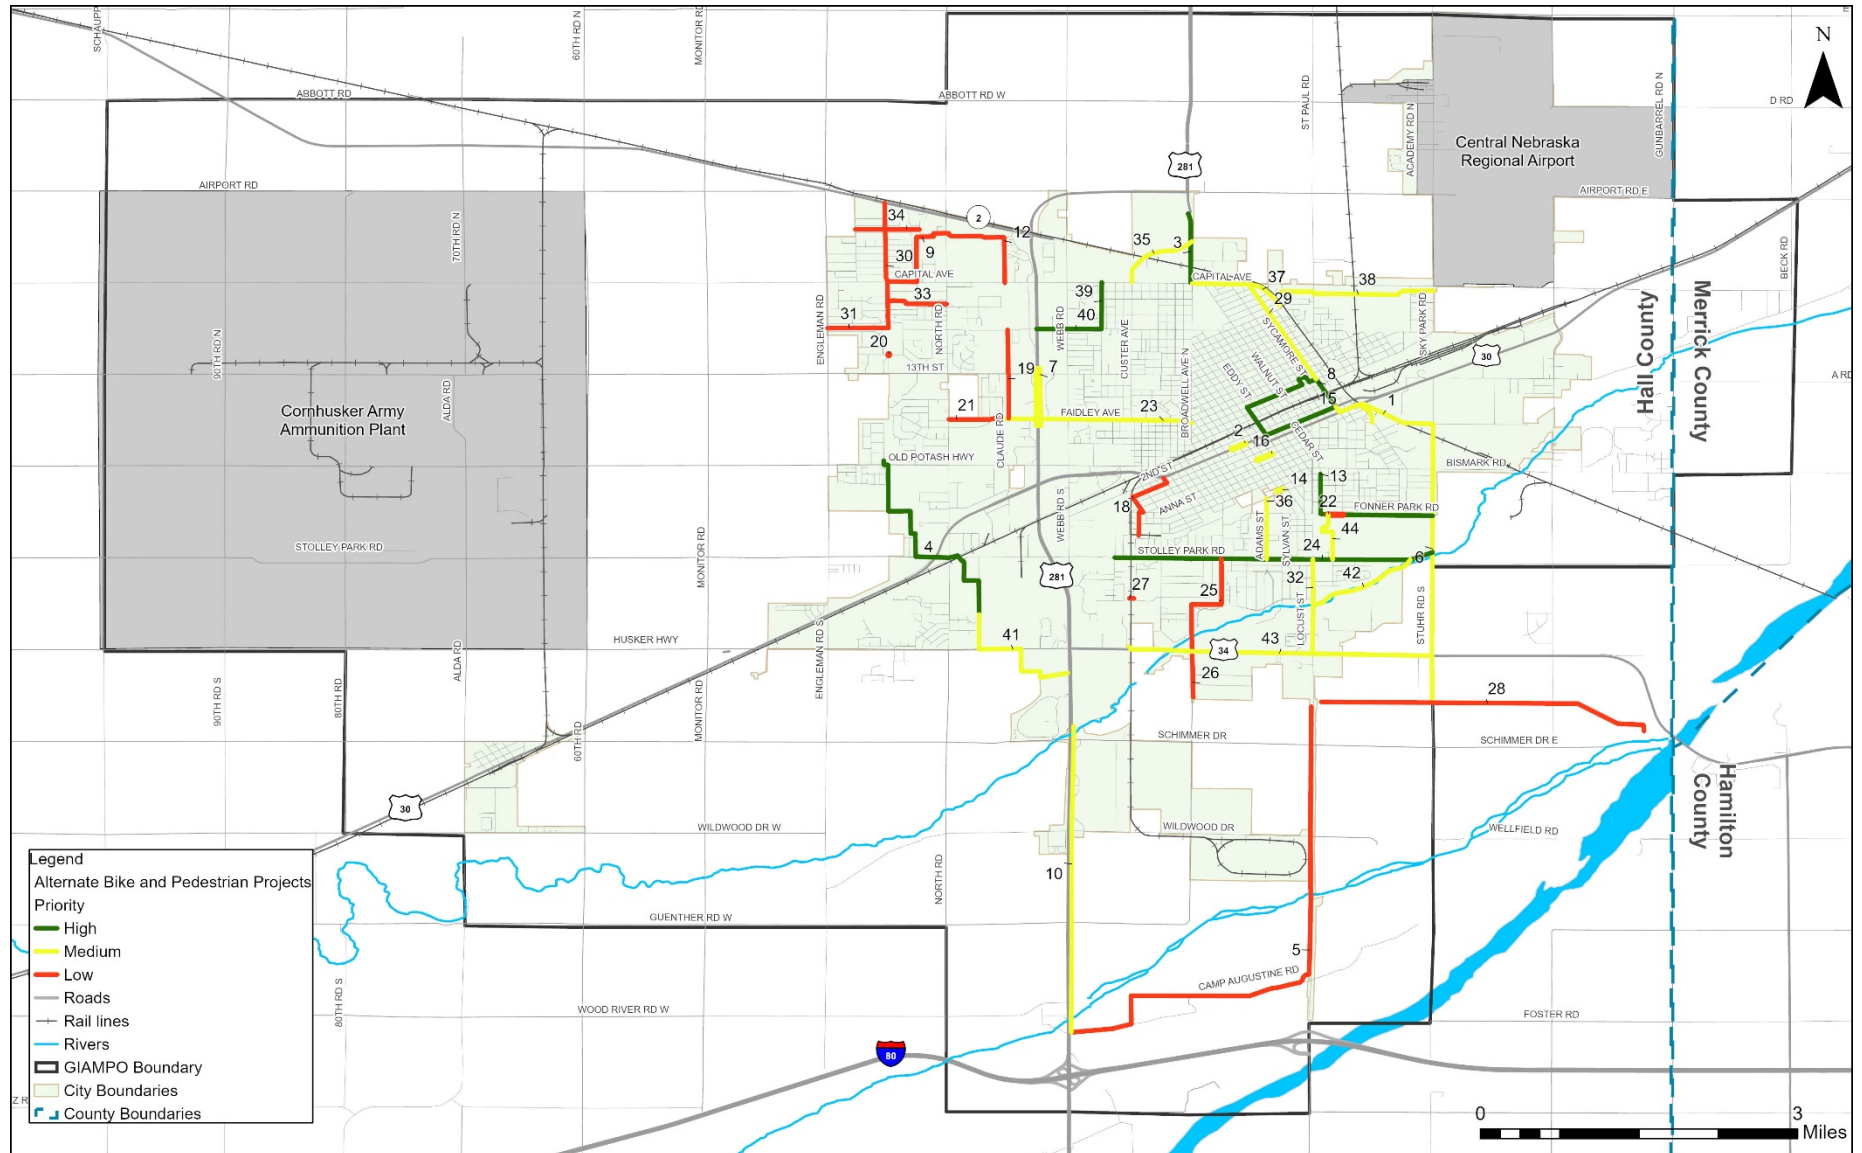 SCHAUPP
60TH RD N
MONITOR RD
N
ABBOTT RD
ABBOTT RD W
ST PAUL RD
ACADEMY RD N
GUNBARREL RD N
D RD
Central Nebraska
Regional Airport
281
AIRPORT RD
AIRPORT RD E
70TH RD N
2
34
12
35
3
30
9
CAPITAL AVE
CAPITAL AVE
37
38
BECK RD
33
39
29
31
40
ENGLEMAN RD
NORTH RD
WEBB RD
CUSTER AVE
SYCAMORE ST
SKY PARK RD
Hall County
Merrick County
90TH RD N
20
13TH ST
19
7
BROADWELL AVE N
EDDY ST
WALNUT ST
8
30
A RD
ALDA RD
Cornhusker Army
Ammunition Plant
21
FAIDLEY AVE
23
15
1
CLAUDE RD
2
16
CEDAR ST
OLD POTASH HWY
2ND ST
BISMARK RD
14
13
18
ANNA ST
36
22
FONNER PARK RD
WEBB RD S
ADAMS ST
SYLVAN ST
44
STOLLEY PARK RD
MONITOR RD
4
STOLLEY PARK RD
24
6
281
27
25
32
42
LOCUST ST
STUHR RD S
HUSKER HWY
41
34
43
ENGLEMAN RD S
ALDA RD
90TH RD S
80TH RD
60TH RD
MONITOR RD
26
28
SCHIMMER DR
SCHIMMER DR E
Hamilton
County
30
WILDWOOD DR W
WILDWOOD DR
WELLFIELD RD
NORTH RD
10
GUENTHER RD W
5
CAMP AUGUSTINE RD
80TH RD S
WOOD RIVER RD W
FOSTER RD
80
Legend
Alternate Bike and Pedestrian Projects
Priority
High
Medium
Low
Roads
Rail lines
Rivers
GIAMPO Boundary
City Boundaries
County Boundaries
0
3
Miles